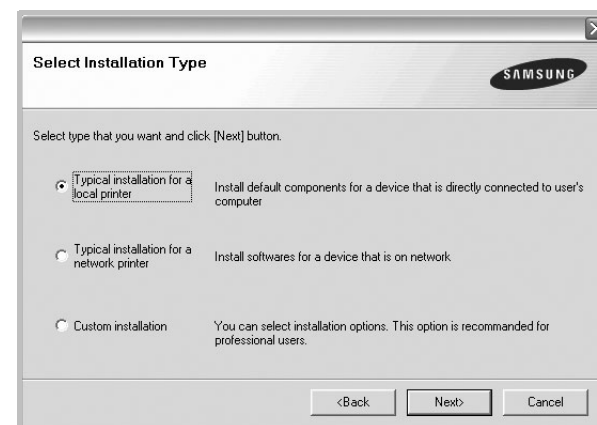 Select Installation Type
SAMSUNG
Select type that you want and click [Next] button.
Typical installation for a
local printer
Install default components for a device that is directly connected to user's
computer
Typical installation for a
network printer
Install softwares for a device that is on network
Custom installation
You can select installation options. This option is recommanded for
professional users.
<Back
Next>
Cancel